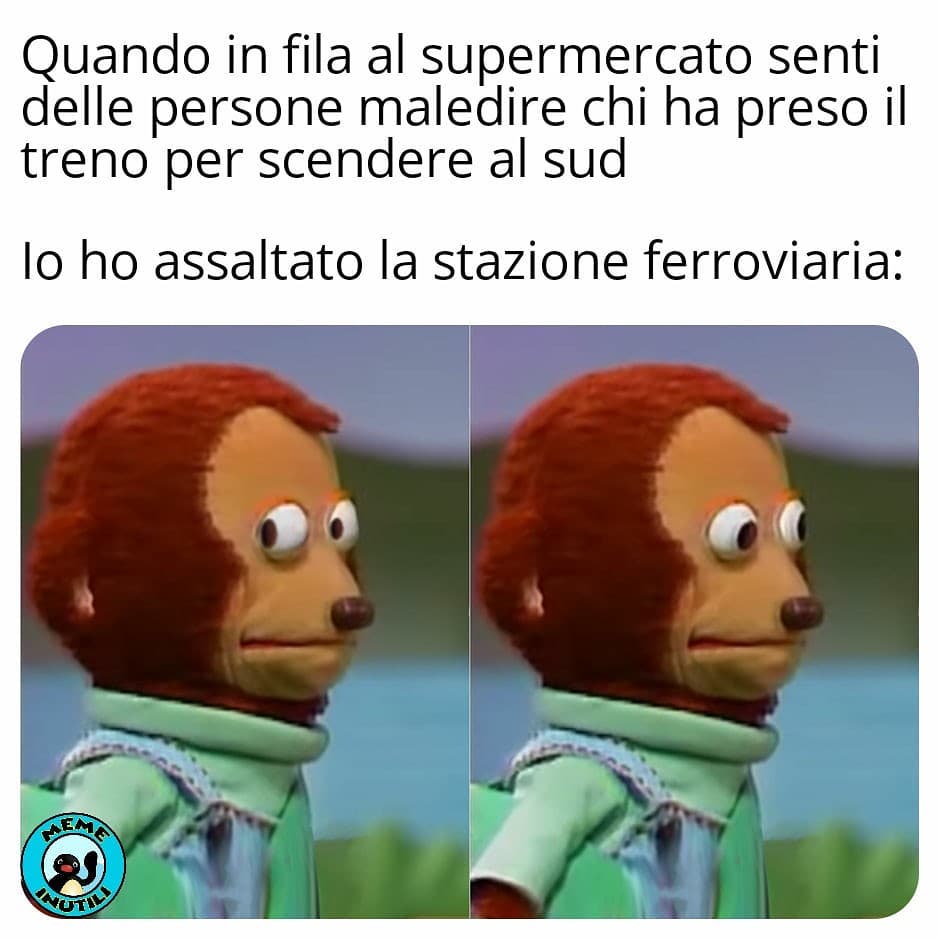 Quando in fila al supermercato senti
delle persone maledire chi ha preso il
treno per scendere al sud
Io ho assaltato la stazione ferroviaria:
MEME
INUTILI